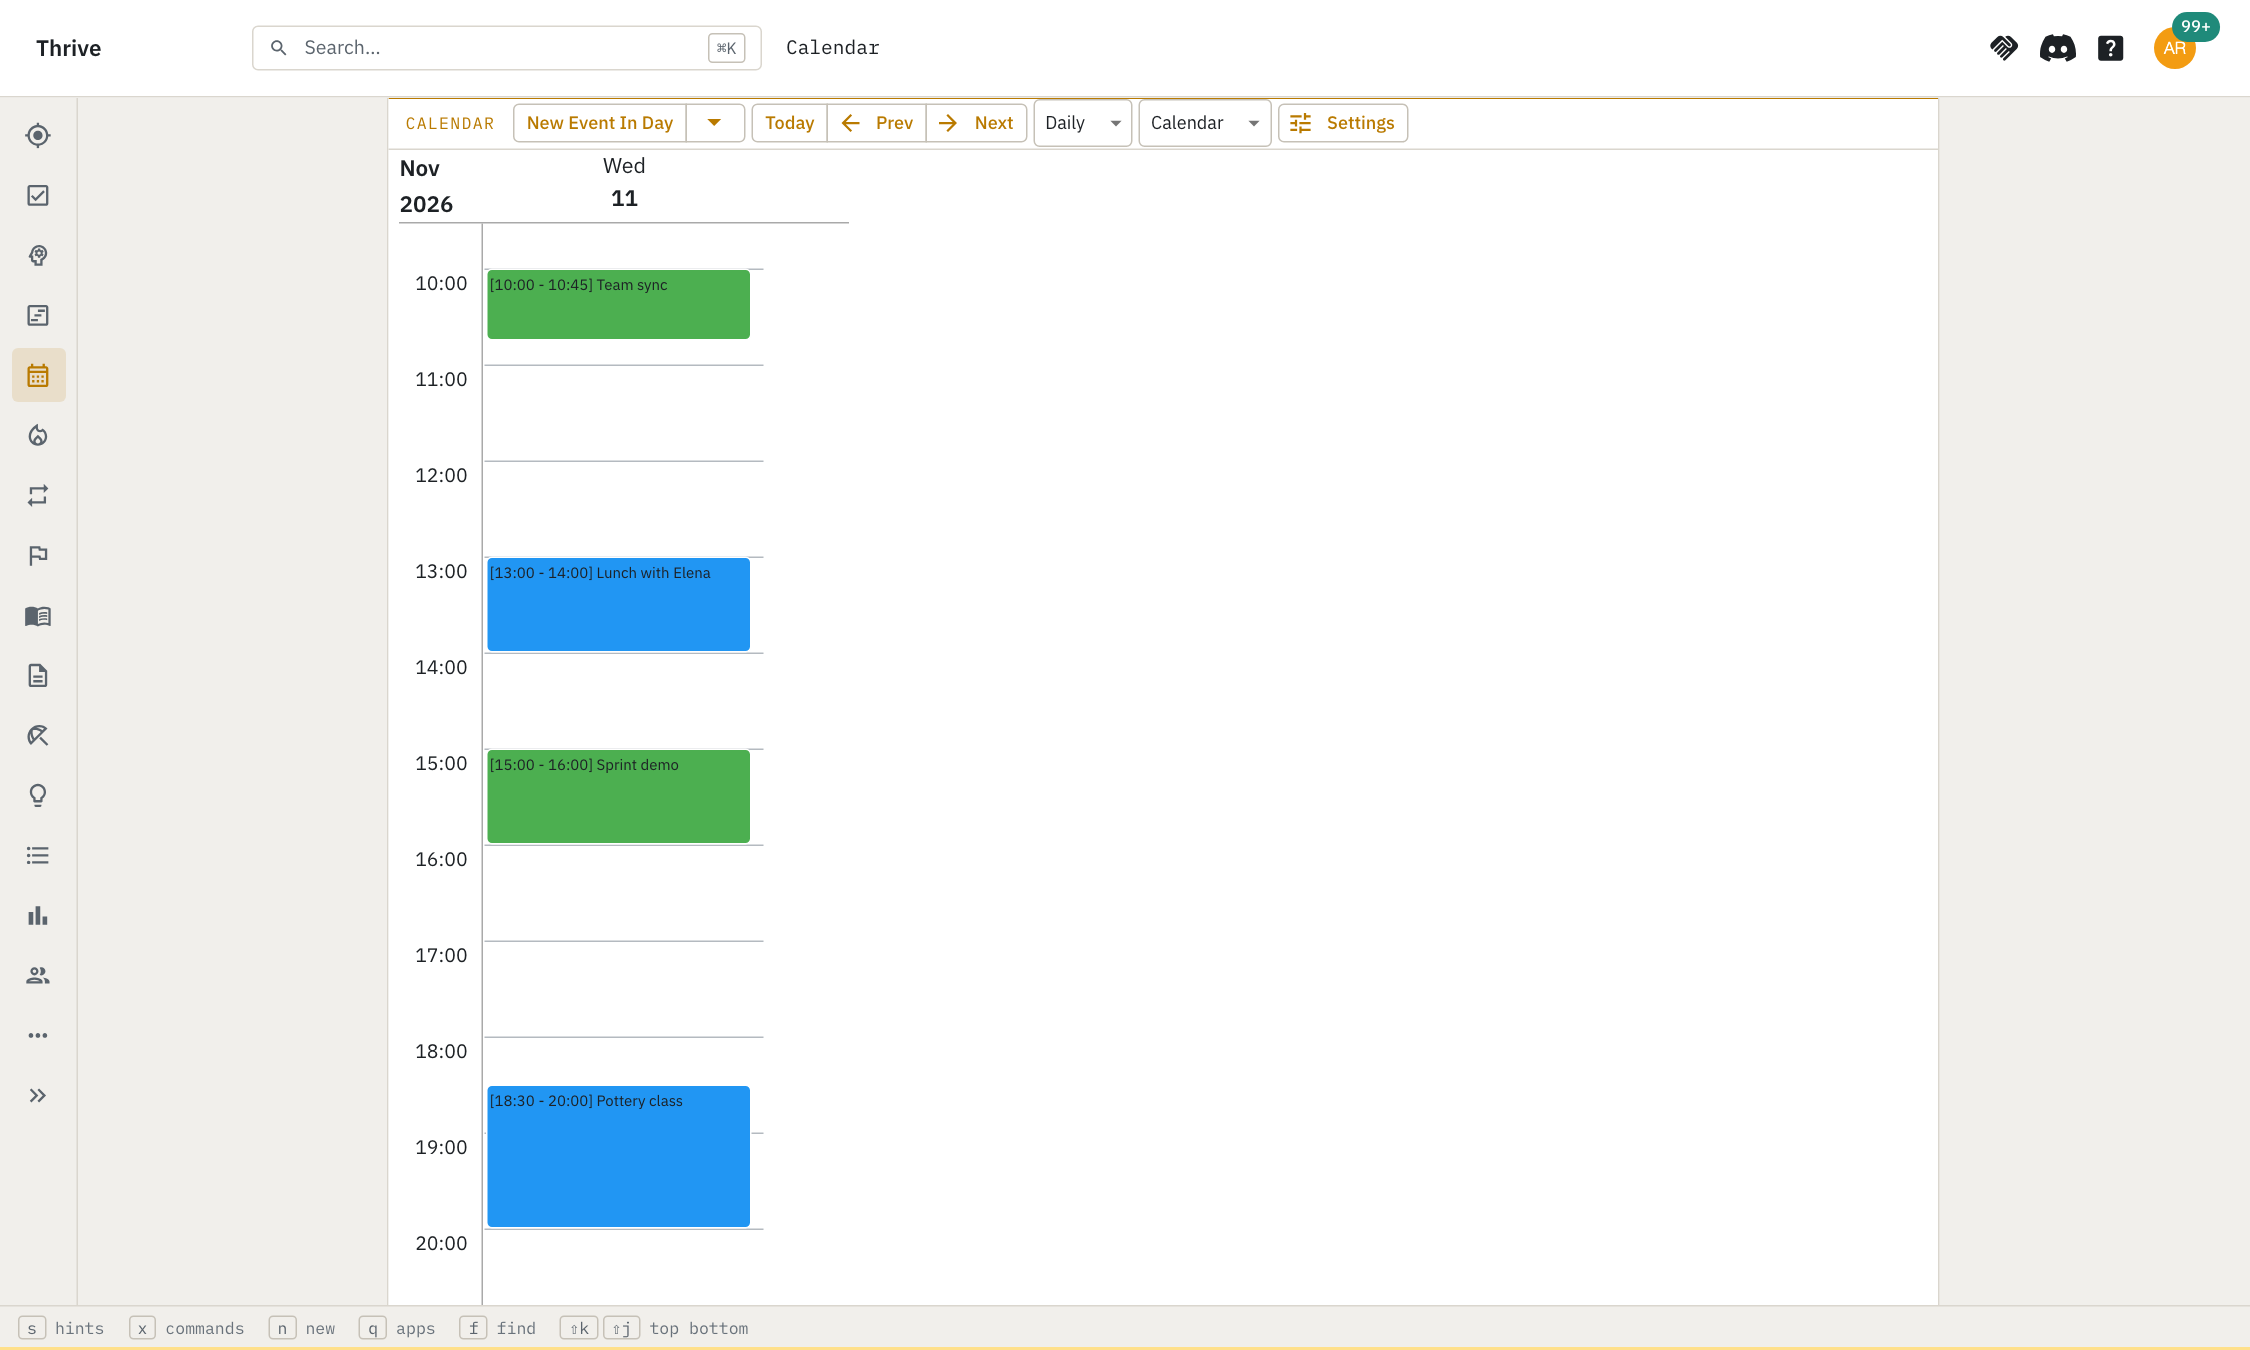 Thrive
Search...
⌘K
Calendar
AR
99+
CALENDAR
New Event In Day
Today
Prev
Next
Daily
Calendar
Settings
Nov
2026
Wed
11
10:00
[10:00 - 10:45] Team sync
11:00
12:00
13:00
[13:00 - 14:00] Lunch with Elena
14:00
15:00
[15:00 - 16:00] Sprint demo
16:00
17:00
18:00
[18:30 - 20:00] Pottery class
19:00
20:00
s hints x commands n new q apps f find ⇧k ⇧j top bottom